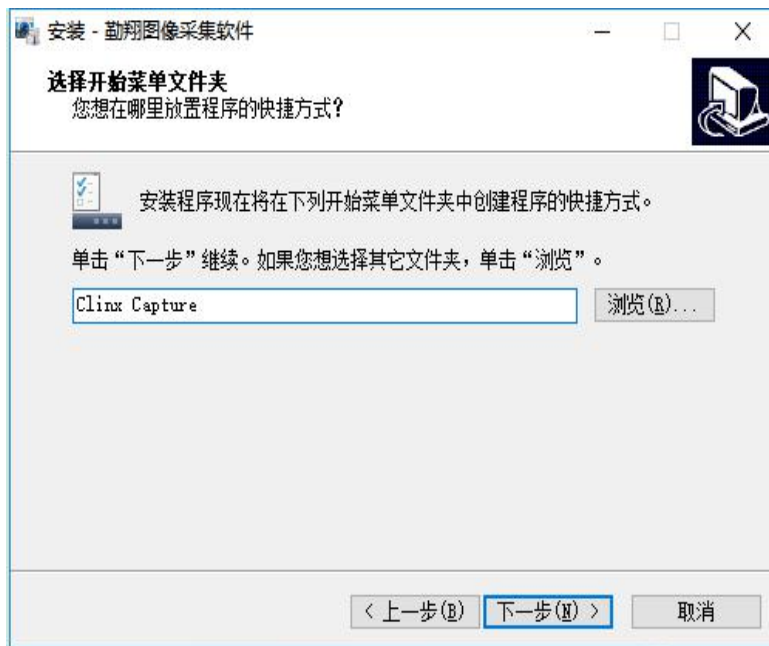 安装 - 勤翔图像采集软件
选择开始菜单文件夹
您想在哪里放置程序的快捷方式?
安装程序现在将在下列开始菜单文件夹中创建程序的快捷方式。
单击“下一步”继续。如果您想选择其它文件夹，单击“浏览”。
Clinx Capture
浏览(R)...
< 上一步(B)
下一步(N) >
取消